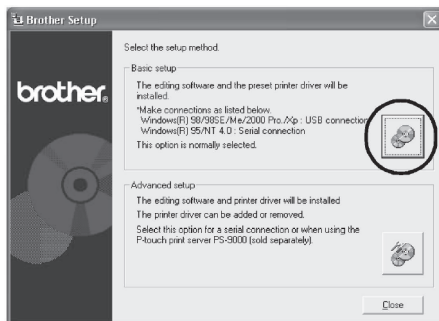 Brother Setup
Select the setup method.
brother®
Basic setup
The editing software and the preset printer driver will be
installed.
*Make connections as listed below.
Windows(R) 98/98SE/Me/2000 Pro./Xp : USB connection
Windows(R) 95/NT 4.0 : Serial connection
This option is normally selected.
Advanced setup
The editing software and printer driver will be installed
The printer driver can be added or removed.
Select this option for a serial connection or when using the
P-touch print server PS-9000 (sold separately).
Close